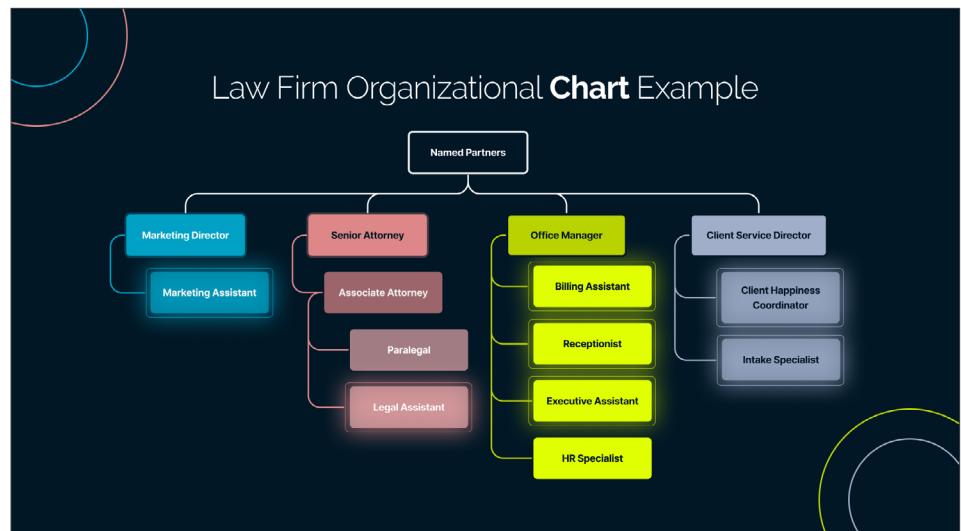 Law Firm Organizational Chart Example
Named Partners
Marketing Director
Marketing Assistant
Senior Attorney
Associate Attorney
Paralegal
Legal Assistant
Office Manager
Billing Assistant
Receptionist
Executive Assistant
HR Specialist
Client Service Director
Client Happiness
Coordinator
Intake Specialist